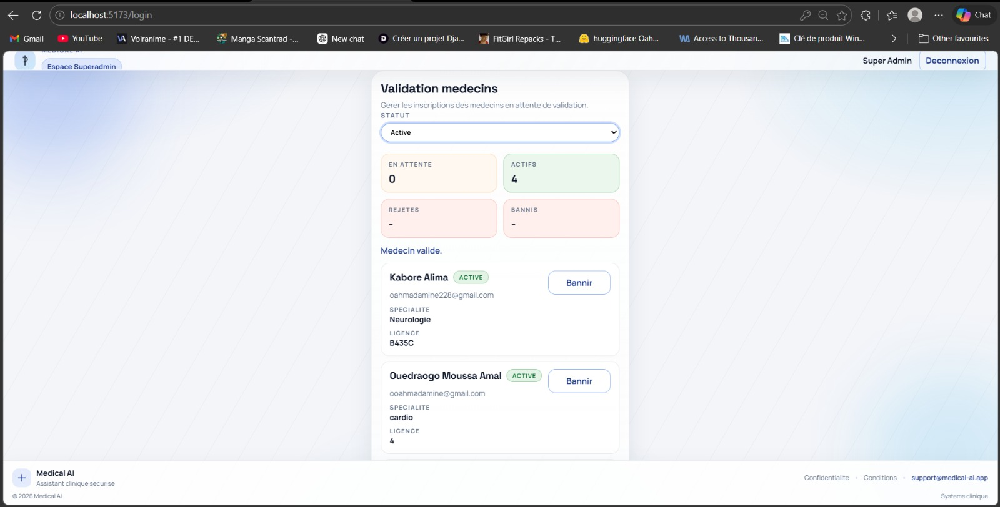 localhost:5173/login
Chat
Gmail
YouTube
Voiranime - #1 DE...
Manga Scantrad -...
New chat
Créer un projet Dja...
FitGirl Repacks - T...
huggingface Oah...
Access to Thousan...
Clé de produit Win...
Other favourites
MEDICAL AI
Espace Superadmin
Super Admin
Deconnexion
Validation medecins
Gerer les inscriptions des medecins en attente de validation.
STATUT
Active
EN ATTENTE
0
ACTIFS
4
REJETES
-
BANNIS
-
Medecin valide.
Kabore Alima ACTIVE
Bannir
oahmadamine228@gmail.com
SPECIALITE
Neurologie
LICENCE
B435C
Ouedraogo Moussa Amal ACTIVE
Bannir
ooahmadamine@gmail.com
SPECIALITE
cardio
LICENCE
4
Medical AI
Assistant clinique securise
© 2026 Medical AI
Confidentialite • Conditions • support@medical-ai.app
Systeme clinique